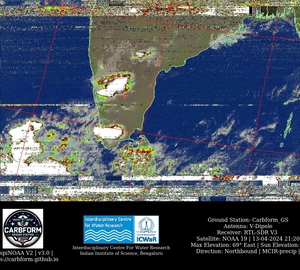 CARBFORM
Interdisciplinary
Centre for Water
Research
ICWaR
Interdisciplinary Centre For Water Research
Indian Institute of Science, Bengaluru
spiNOAA V2 | v3.0 |
s://carbform.github.io
Ground Station: Carbform_GS
Antenna: V-Dipole
Receiver: RTL-SDR V3
Satellite: NOAA 19 | 13-04-2024 21:20
Max Elevation: 69° East | Sun Elevation:
Direction: Northbound | MCIR-precip